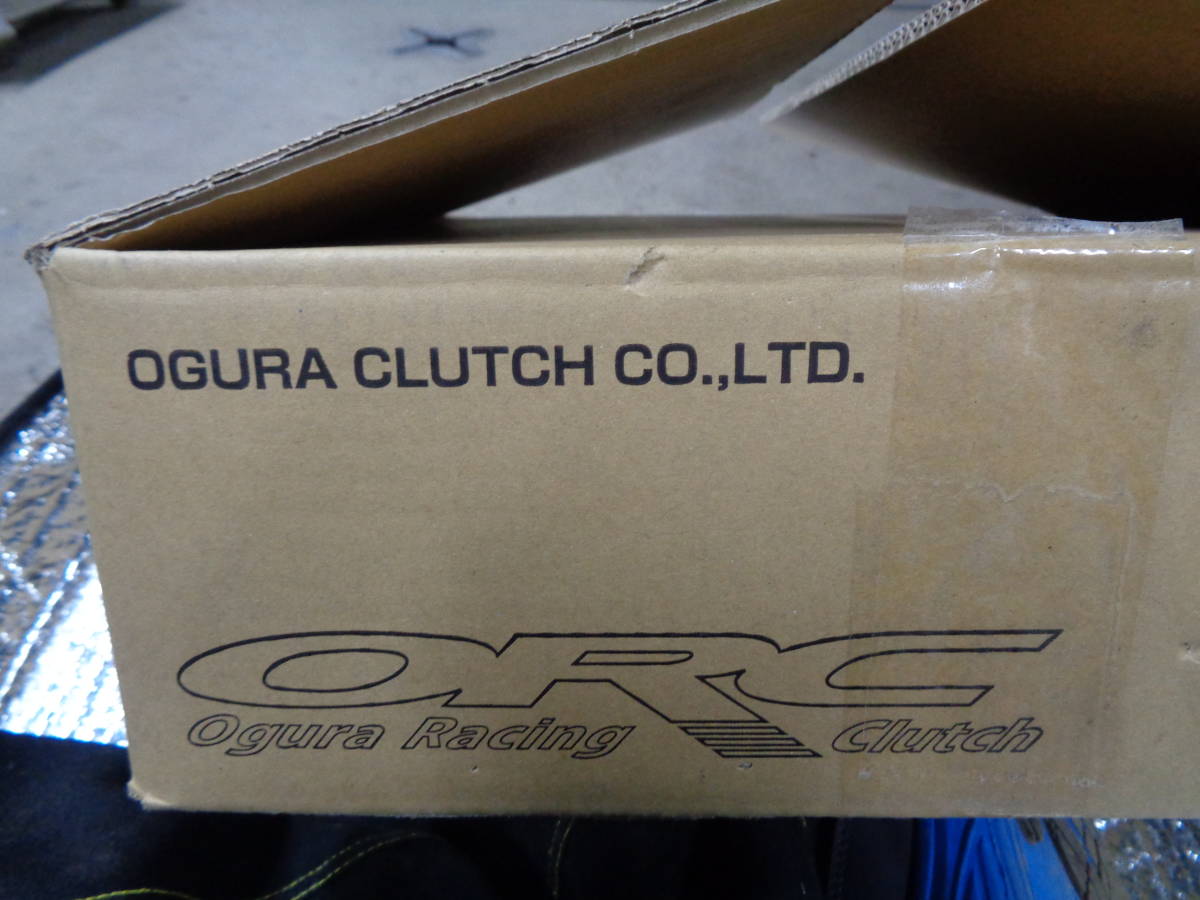 OGURA CLUTCH CO.,LTD.
ORC
Ogura Racing Clutch